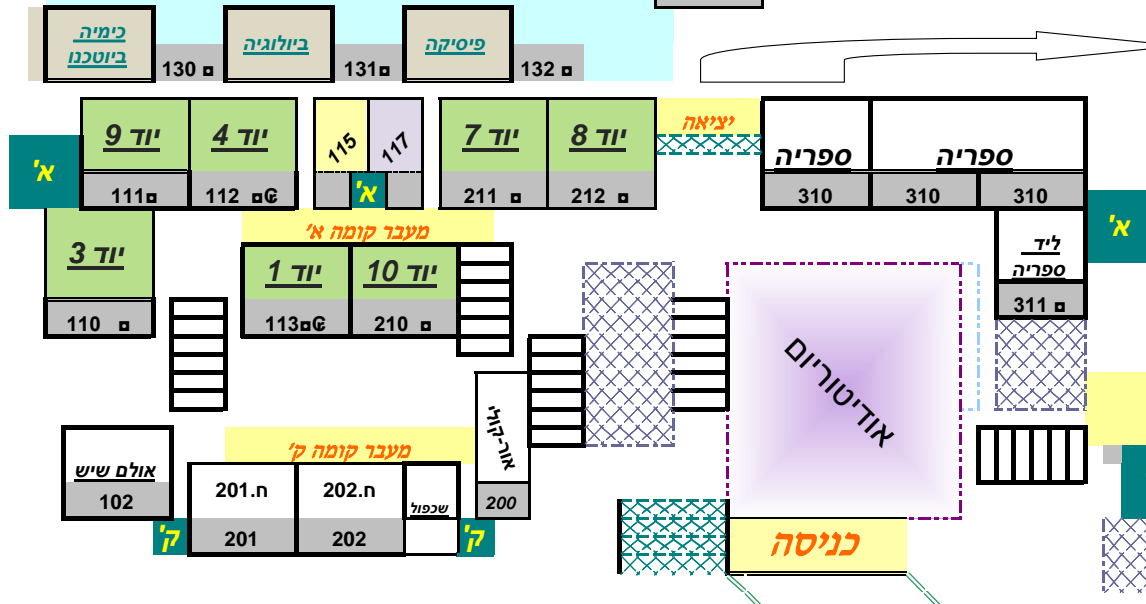 כימיה
ביוטכנו
130
ביולוגיה
131
פיסיקה
132
יוד 9
111
יוד 4
112 ₢
115
117
א'
יוד 7
211
יוד 8
212
יציאה
ספריה
310
ספריה
310
310
א'
א'
יוד 3
110
מעבר קומה א'
יוד 1
113 ₢
יוד 10
210
ליד
ספריה
311
אודיטוריום
אור-קולי
200
מעבר קומה ק'
אולם שיש
102
ח.201
201
ח.202
202
שכפול
ק'
ק'
כניסה